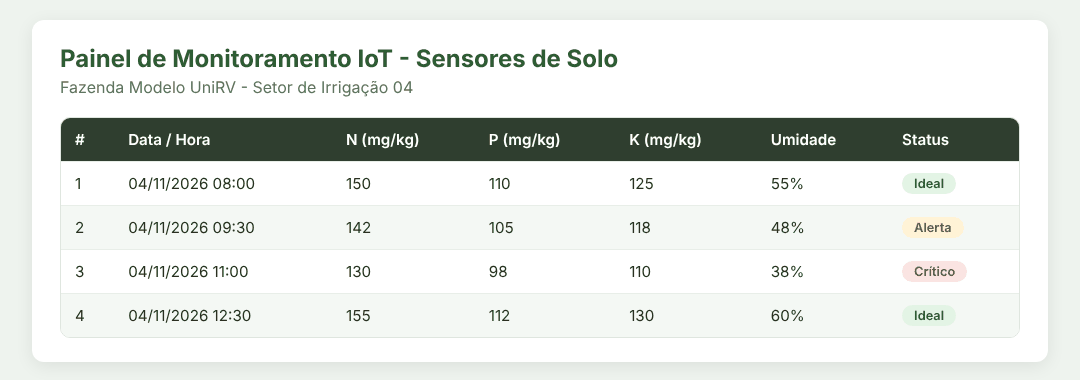 Painel de Monitoramento IoT - Sensores de Solo
Fazenda Modelo UniRV - Setor de Irrigação 04
# Data / Hora N (mg/kg) P (mg/kg) K (mg/kg) Umidade Status
1 04/11/2026 08:00 150 110 125 55% Ideal
2 04/11/2026 09:30 142 105 118 48% Alerta
3 04/11/2026 11:00 130 98 110 38% Crítico
4 04/11/2026 12:30 155 112 130 60% Ideal